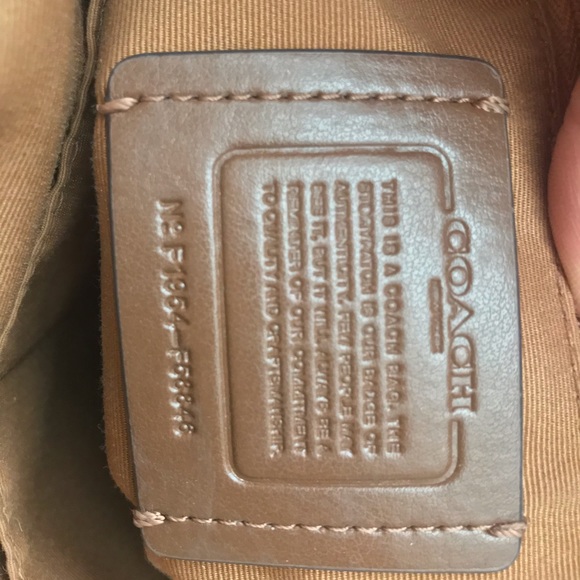 COACH
THIS IS A COACH BAG. THE
ENGRAVING IS OUR BADGE OF
AUTHENTICITY. FEW PEOPLE MAY
SEE IT, BUT IT WILL ALWAYS BE A
REMINDER OF OUR COMMITMENT
TO QUALITY AND CRAFTSMANSHIP.
Nº F1954-F58846